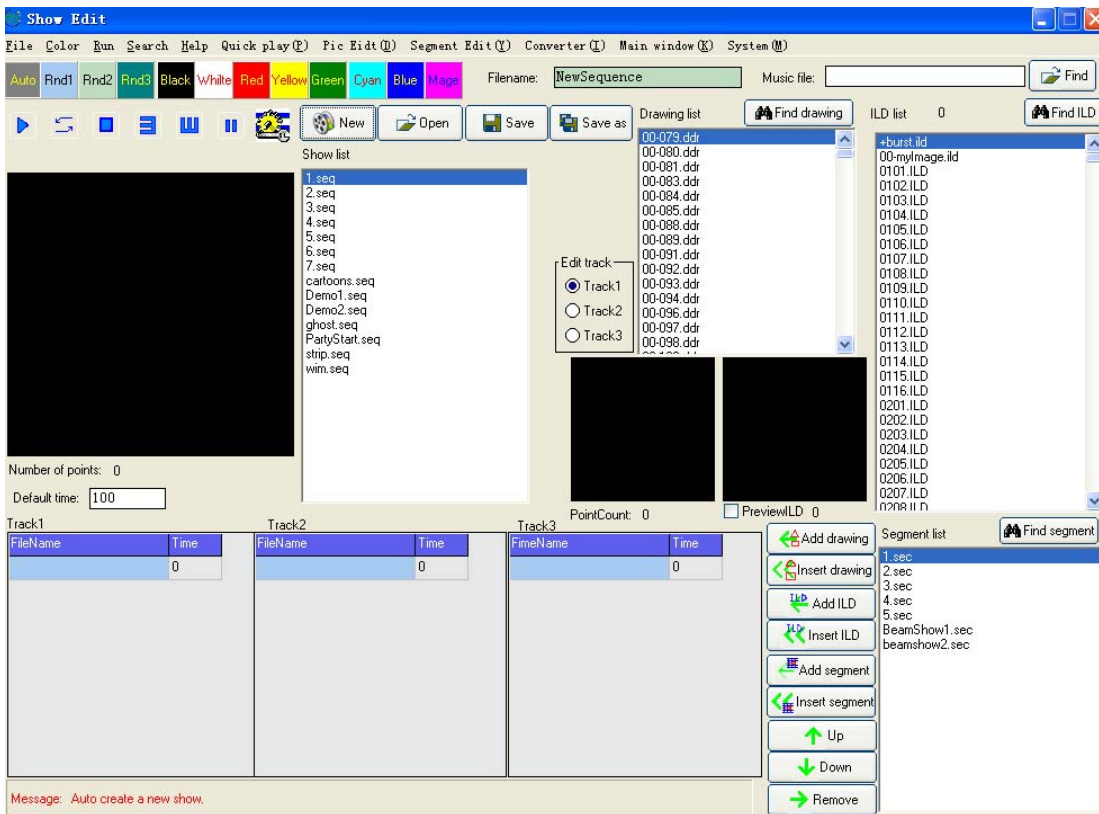 Show Edit
File Color Run Search Help Quick play(P) Pic Eidt(D) Segment Edit(Y) Converter(I) Main window(K) System(M)
Auto Rnd1 Rnd2 Rnd3 Black White Red Yellow Green Cyan Blue Mage Filename: NewSequence Music file: Find
New Open Save Save as Drawing list Find drawing ILD list 0 Find ILD
Show list
1.seq
2.seq
3.seq
4.seq
5.seq
6.seq
7.seq
cartoons.seq
Demo1.seq
Demo2.seq
ghost.seq
PartyStart.seq
strip.seq
wim.seq
Edit track
Track1
Track2
Track3
00-079.ddr
00-080.ddr
00-081.ddr
00-083.ddr
00-084.ddr
00-085.ddr
00-088.ddr
00-089.ddr
00-091.ddr
00-092.ddr
00-093.ddr
00-094.ddr
00-096.ddr
00-097.ddr
00-098.ddr
+burst.ild
00-myImage.ild
0101.ILD
0102.ILD
0103.ILD
0104.ILD
0105.ILD
0106.ILD
0107.ILD
0108.ILD
0109.ILD
0110.ILD
0111.ILD
0112.ILD
0113.ILD
0114.ILD
0115.ILD
0116.ILD
0201.ILD
0202.ILD
0203.ILD
0204.ILD
0205.ILD
0206.ILD
0207.ILD
0208.ILD
Number of points: 0
Default time: 100
PointCount: 0 PreviewILD 0
Track1 Track2 Track3
FileName Time FileName Time FimeName Time
0 0 0
Add drawing
Insert drawing
Add ILD
Insert ILD
Add segment
Insert segment
Up
Down
Remove
Segment list Find segment
1.sec
2.sec
3.sec
4.sec
5.sec
BeamShow1.sec
beamshow2.sec
Message: Auto create a new show.